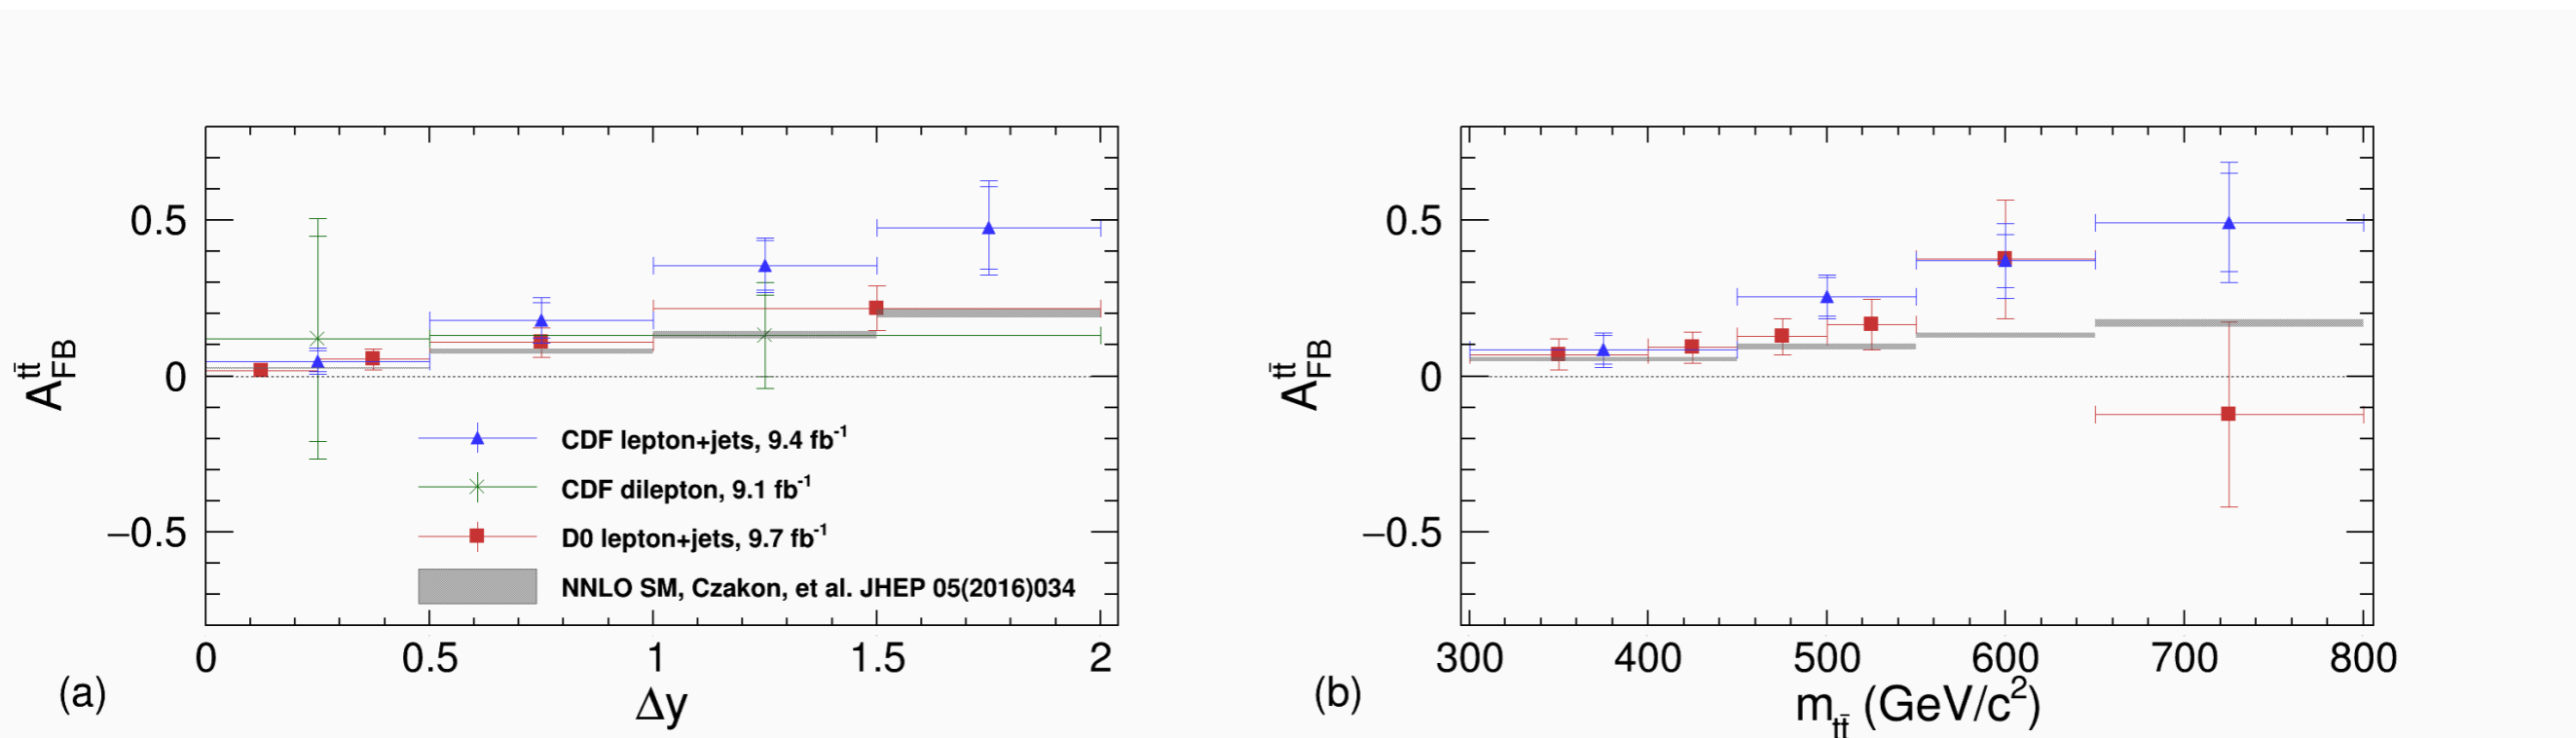 0.5
0
−0.5
A_FB^tt̄
0 0.5 1 1.5 2
Δy
(a)
CDF lepton+jets, 9.4 fb⁻¹
CDF dilepton, 9.1 fb⁻¹
D0 lepton+jets, 9.7 fb⁻¹
NNLO SM, Czakon, et al. JHEP 05(2016)034
0.5
0
−0.5
A_FB^tt̄
300 400 500 600 700 800
m_tt̄ (GeV/c²)
(b)